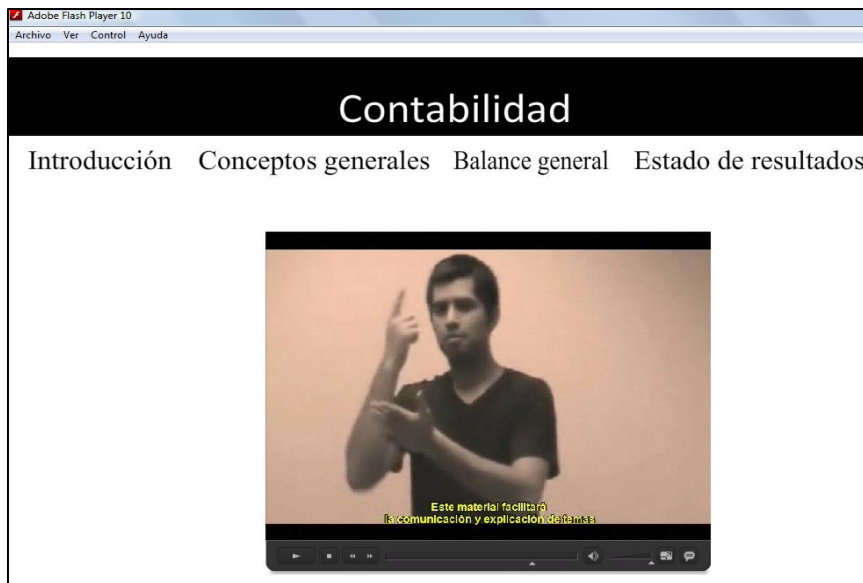 Adobe Flash Player 10
Archivo Ver Control Ayuda
Contabilidad
Introducción Conceptos generales Balance general Estado de resultados
Este material facilitará
la comunicación y explicación de temas